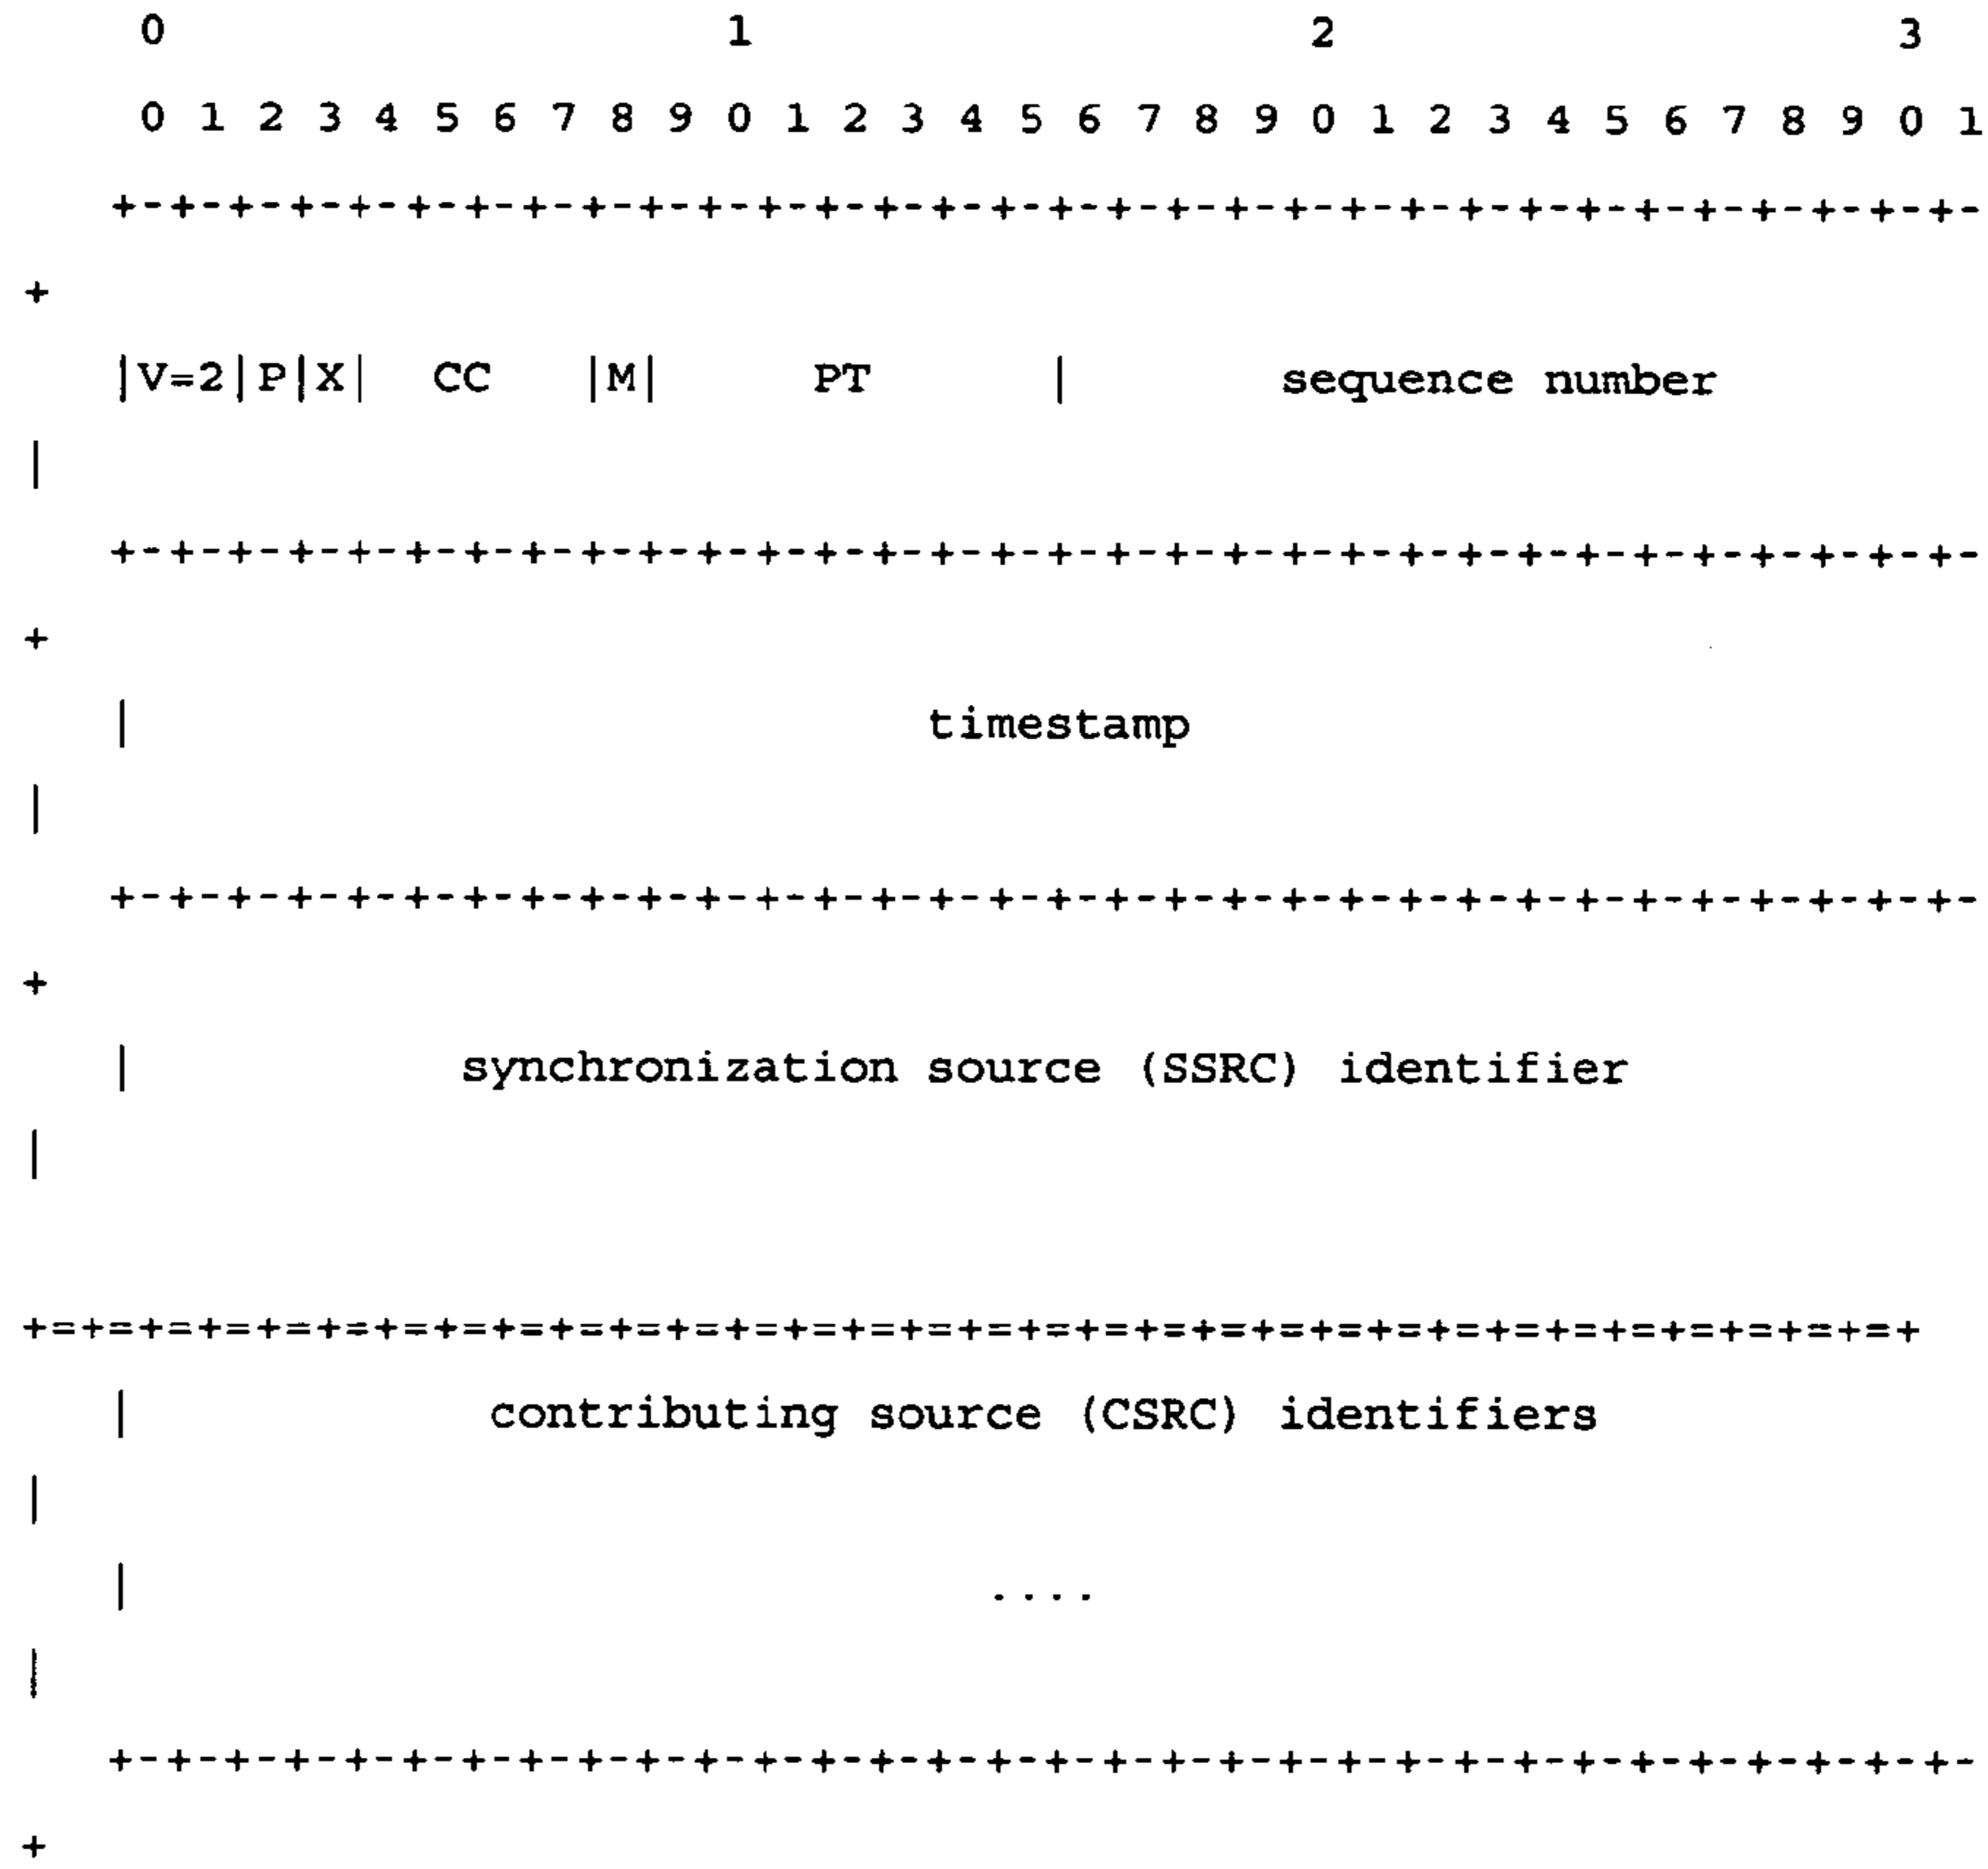 0                   1                   2                   3
0 1 2 3 4 5 6 7 8 9 0 1 2 3 4 5 6 7 8 9 0 1 2 3 4 5 6 7 8 9 0 1
+-+-+-+-+-+-+-+-+-+-+-+-+-+-+-+-+-+-+-+-+-+-+-+-+-+-+-+-+-+-+-+-
+
|V=2|P|X|  CC   |M|     PT      |       sequence number
|
+-+-+-+-+-+-+-+-+-+-+-+-+-+-+-+-+-+-+-+-+-+-+-+-+-+-+-+-+-+-+-+-
+
|                           timestamp
|
+-+-+-+-+-+-+-+-+-+-+-+-+-+-+-+-+-+-+-+-+-+-+-+-+-+-+-+-+-+-+-+-
+
|           synchronization source (SSRC) identifier
|
+=+=+=+=+=+=+=+=+=+=+=+=+=+=+=+=+=+=+=+=+=+=+=+=+=+=+=+=+=+=+=+=+
|            contributing source (CSRC) identifiers
|
|                             ....
|
+-+-+-+-+-+-+-+-+-+-+-+-+-+-+-+-+-+-+-+-+-+-+-+-+-+-+-+-+-+-+-+-
+